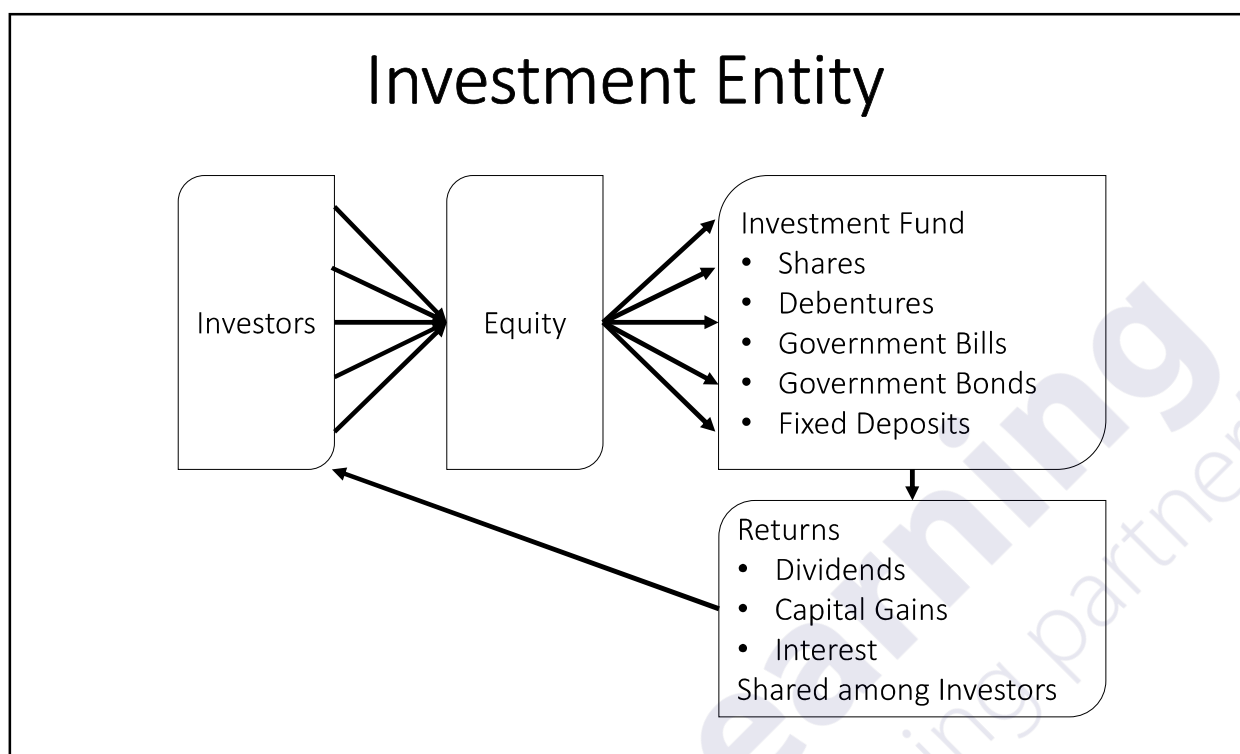 Investment Entity
Investors
Equity
Investment Fund
• Shares
• Debentures
• Government Bills
• Government Bonds
• Fixed Deposits
Returns
• Dividends
• Capital Gains
• Interest
Shared among Investors